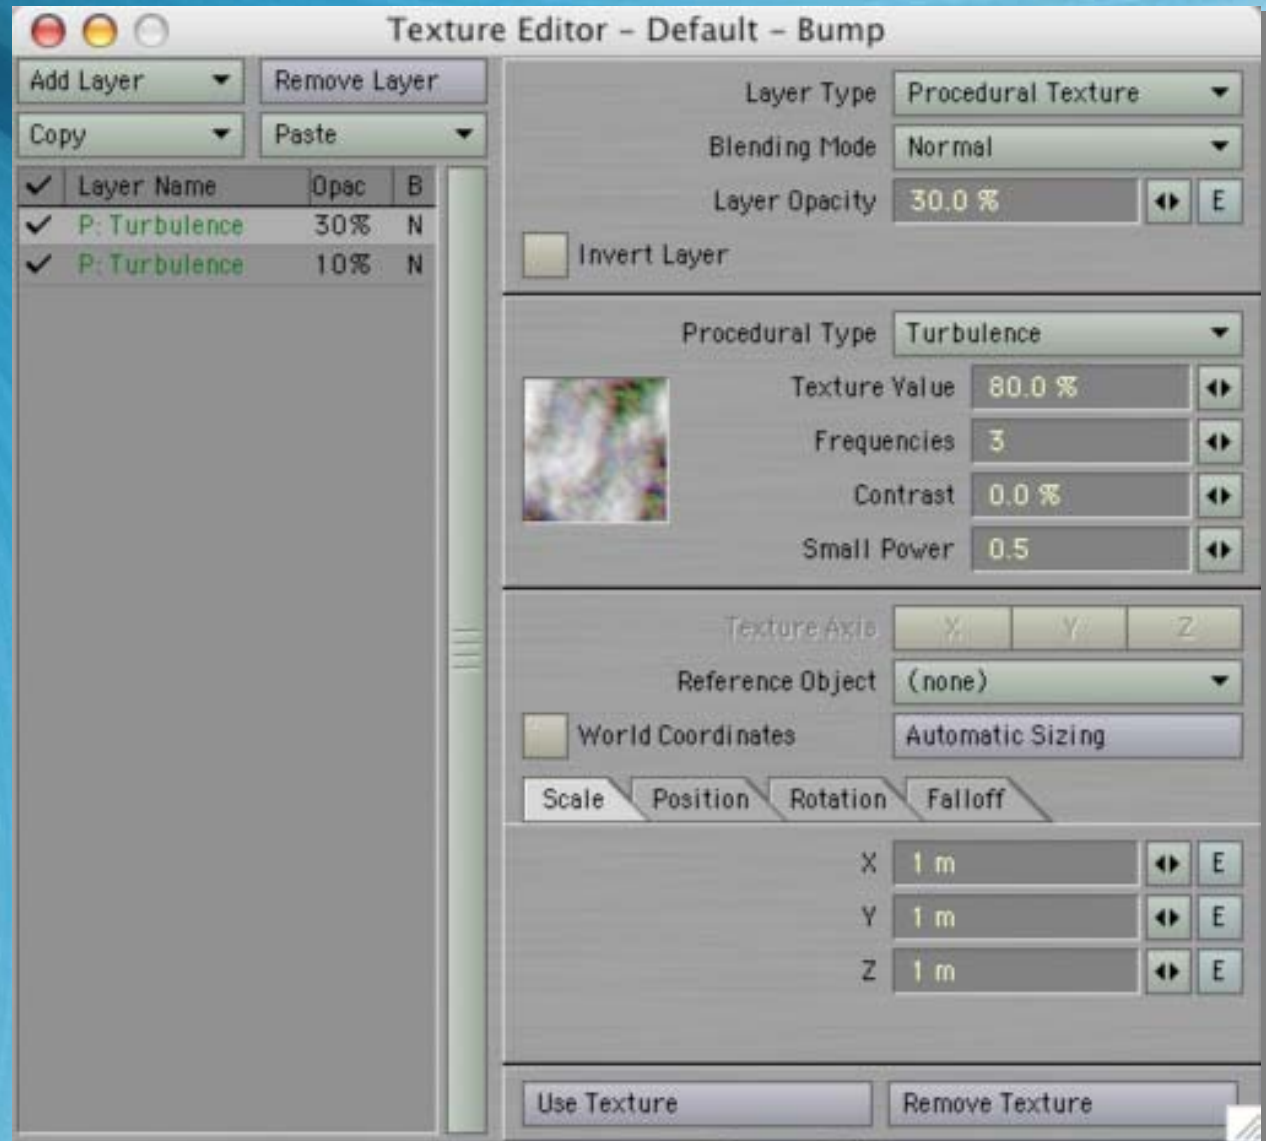 Texture Editor – Default – Bump
Add Layer
Remove Layer
Copy
Paste
Layer Name Opac B
P: Turbulence 30% N
P: Turbulence 10% N
Layer Type Procedural Texture
Blending Mode Normal
Layer Opacity 30.0 % E
Invert Layer
Procedural Type Turbulence
Texture Value 80.0 %
Frequencies 3
Contrast 0.0 %
Small Power 0.5
Texture Axis X Y Z
Reference Object (none)
World Coordinates Automatic Sizing
Scale Position Rotation Falloff
X 1 m E
Y 1 m E
Z 1 m E
Use Texture Remove Texture